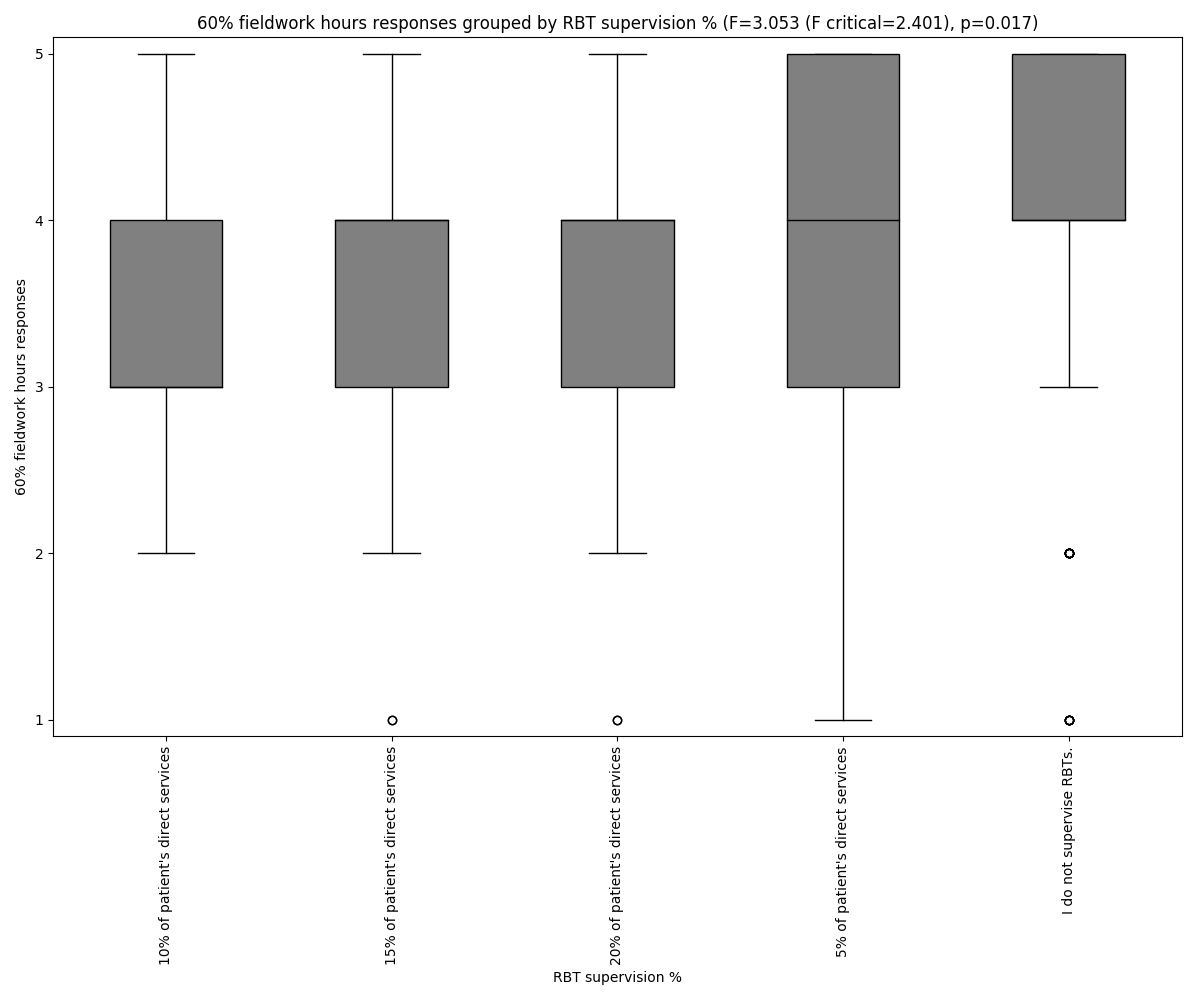 60% fieldwork hours responses grouped by RBT supervision % (F=3.053 (F critical=2.401), p=0.017)
60% fieldwork hours responses
5
4
3
2
1
10% of patient's direct services
15% of patient's direct services
20% of patient's direct services
5% of patient's direct services
I do not supervise RBTs.
RBT supervision %